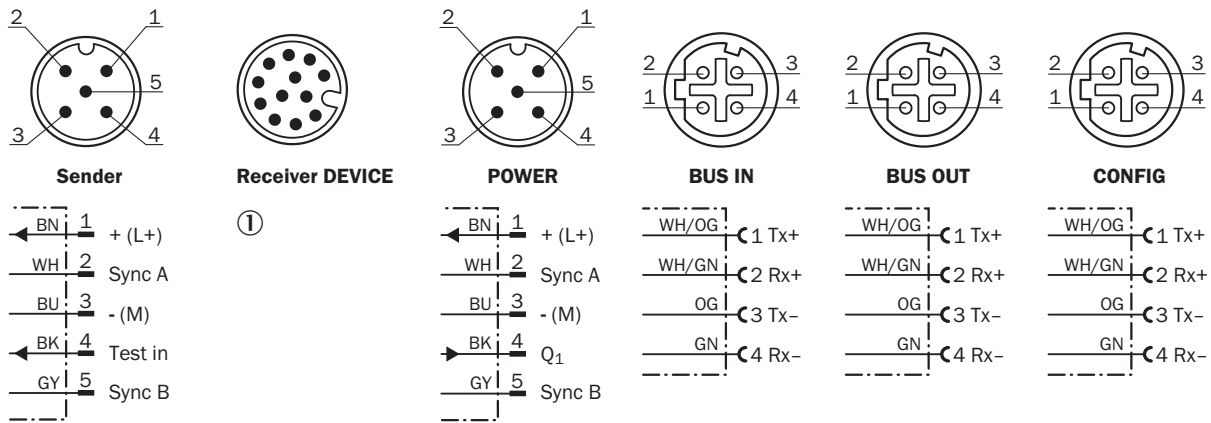 2 1
5
3 4
Sender
BN 1 + (L+)
WH 2 Sync A
BU 3 - (M)
BK 4 Test in
GY 5 Sync B
Receiver DEVICE
①
2 1
5
3 4
POWER
BN 1 + (L+)
WH 2 Sync A
BU 3 - (M)
BK 4 Q1
GY 5 Sync B
2 3
1 4
BUS IN
WH/OG 1 Tx+
WH/GN 2 Rx+
OG 3 Tx–
GN 4 Rx–
2 3
1 4
BUS OUT
WH/OG 1 Tx+
WH/GN 2 Rx+
OG 3 Tx–
GN 4 Rx–
2 3
1 4
CONFIG
WH/OG 1 Tx+
WH/GN 2 Rx+
OG 3 Tx–
GN 4 Rx–